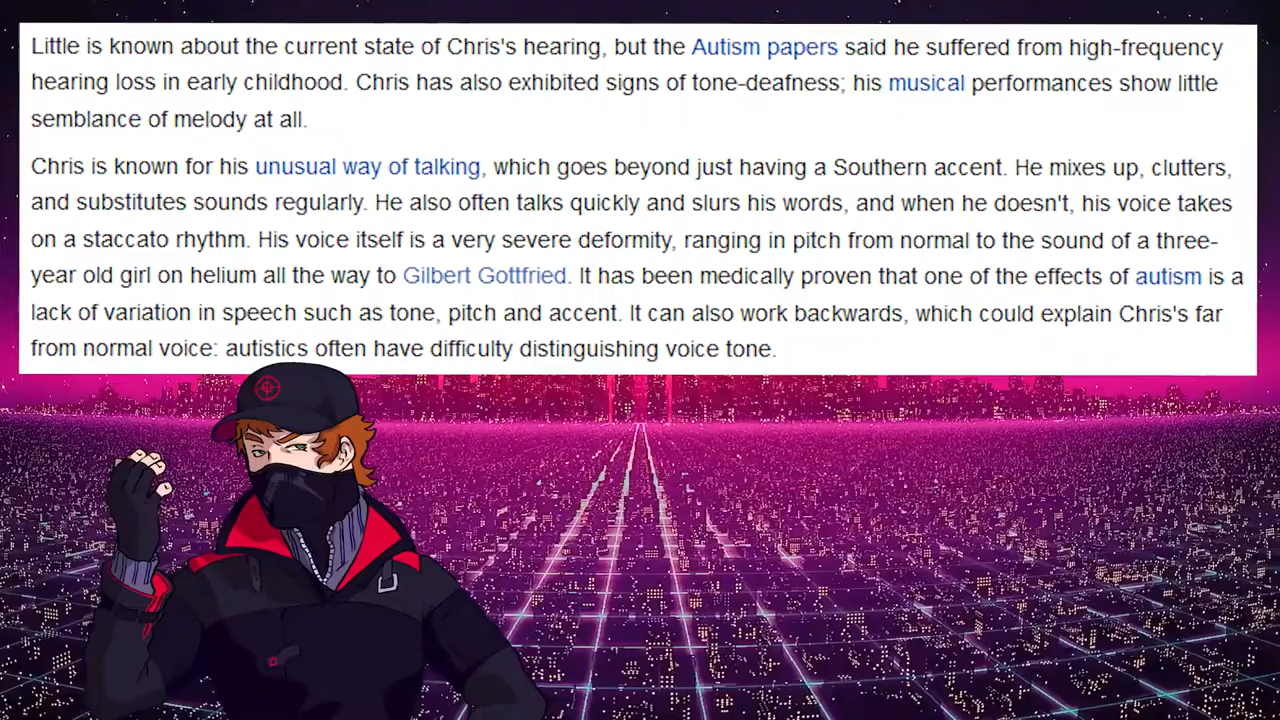 Little is known about the current state of Chris's hearing, but the Autism papers said he suffered from high-frequency
hearing loss in early childhood. Chris has also exhibited signs of tone-deafness; his musical performances show little
semblance of melody at all.
Chris is known for his unusual way of talking, which goes beyond just having a Southern accent. He mixes up, clutters,
and substitutes sounds regularly. He also often talks quickly and slurs his words, and when he doesn't, his voice takes
on a staccato rhythm. His voice itself is a very severe deformity, ranging in pitch from normal to the sound of a three-
year old girl on helium all the way to Gilbert Gottfried. It has been medically proven that one of the effects of autism is a
lack of variation in speech such as tone, pitch and accent. It can also work backwards, which could explain Chris's far
from normal voice: autistics often have difficulty distinguishing voice tone.